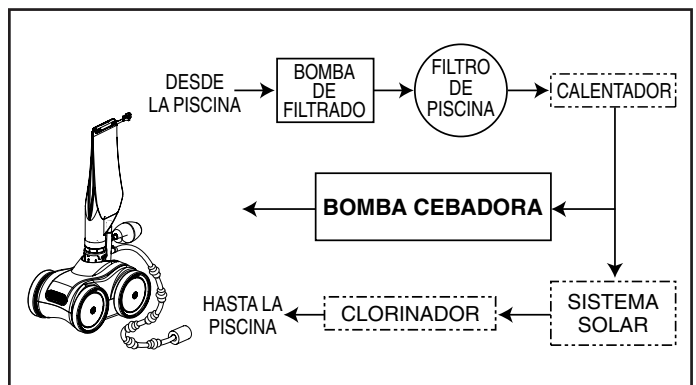 DESDE
LA PISCINA
BOMBA
DE
FILTRADO
FILTRO
DE
PISCINA
CALENTADOR
BOMBA CEBADORA
HASTA LA
PISCINA
CLORINADOR
SISTEMA
SOLAR